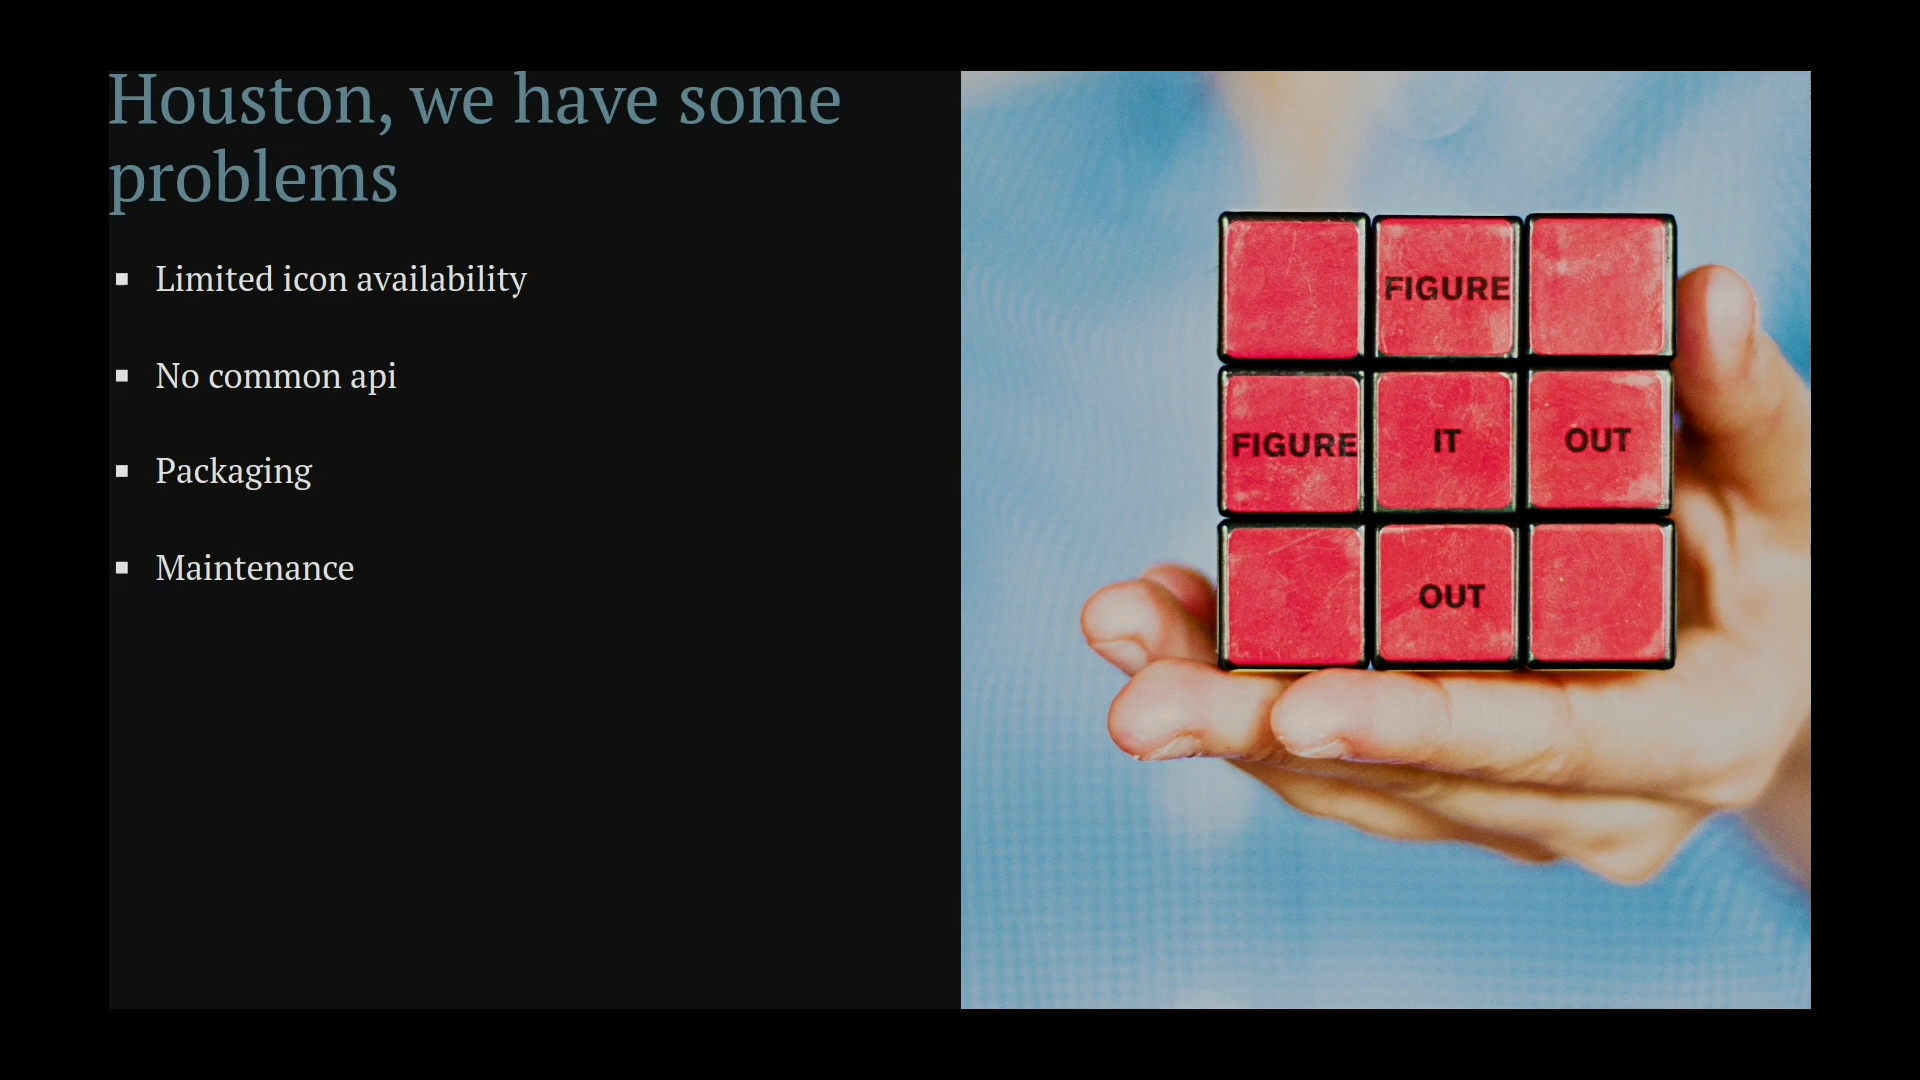 Houston, we have some
problems
Limited icon availability
No common api
Packaging
Maintenance
FIGURE
FIGURE IT OUT
OUT